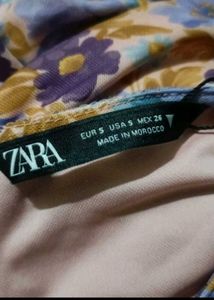 ZARA
EUR S USA S MEX 26
MADE IN MOROCCO